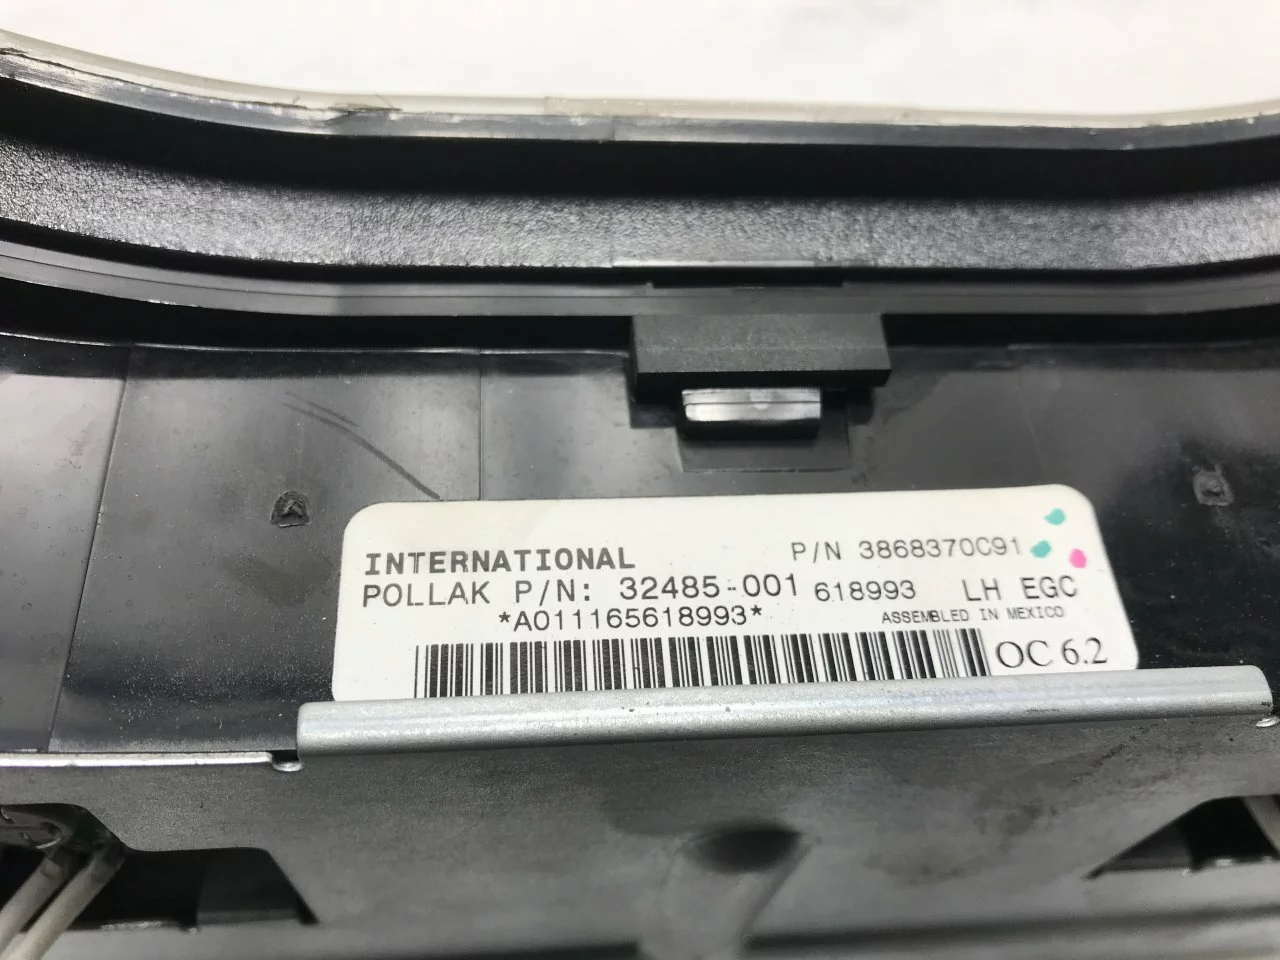 INTERNATIONAL P/N 3868370C91
POLLAK P/N: 32485-001 618993 LH EGC
*A011165618993* ASSEMBLED IN MEXICO
OC 6.2